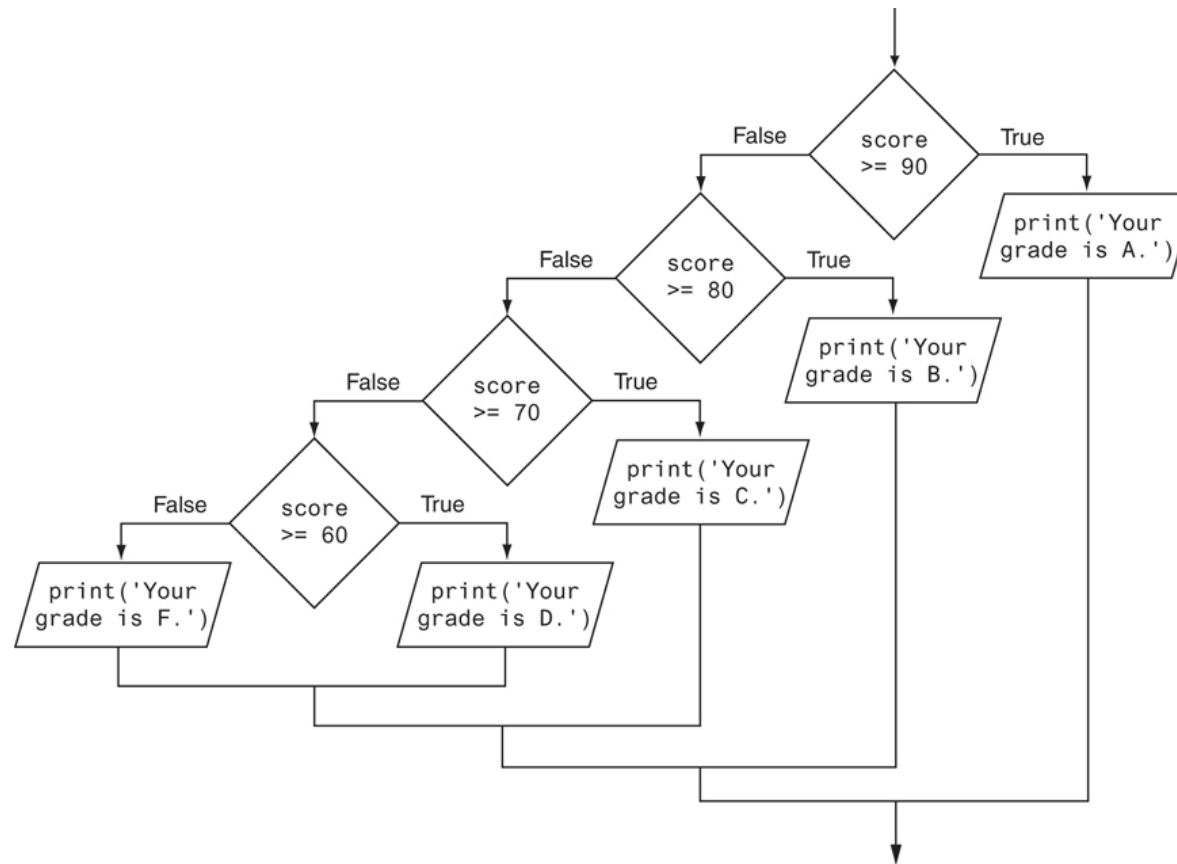 False
True
score
>= 90
print('Your
grade is A.')
False
True
score
>= 80
print('Your
grade is B.')
False
True
score
>= 70
print('Your
grade is C.')
False
True
score
>= 60
print('Your
grade is F.')
print('Your
grade is D.')